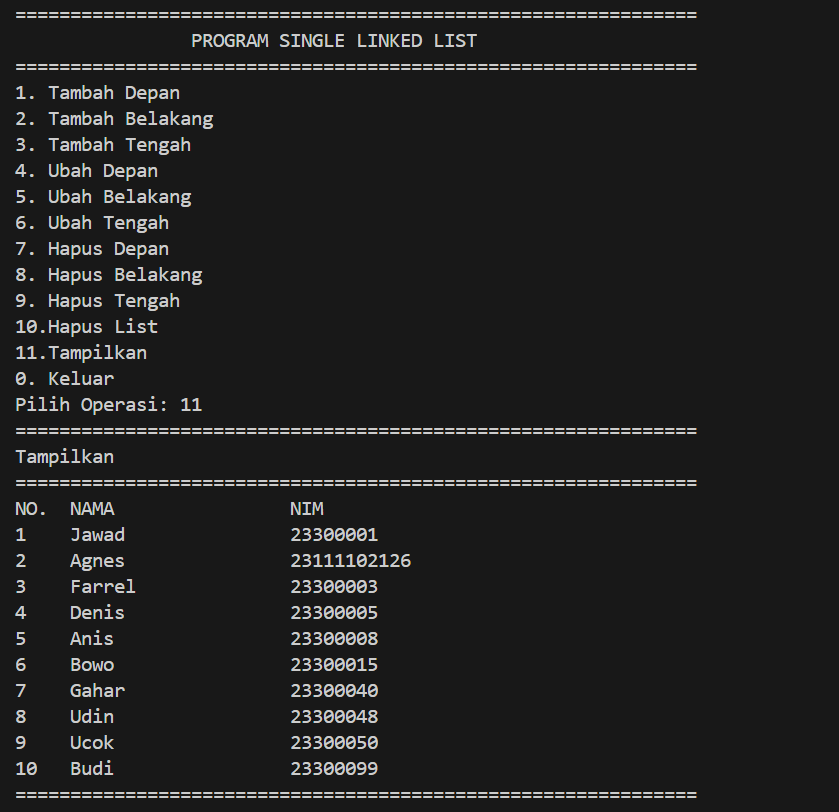 ==============================================================
PROGRAM SINGLE LINKED LIST
==============================================================
1. Tambah Depan
2. Tambah Belakang
3. Tambah Tengah
4. Ubah Depan
5. Ubah Belakang
6. Ubah Tengah
7. Hapus Depan
8. Hapus Belakang
9. Hapus Tengah
10.Hapus List
11.Tampilkan
0. Keluar
Pilih Operasi: 11
==============================================================
Tampilkan
==============================================================
NO. NAMA NIM
1 Jawad 23300001
2 Agnes 23111102126
3 Farrel 23300003
4 Denis 23300005
5 Anis 23300008
6 Bowo 23300015
7 Gahar 23300040
8 Udin 23300048
9 Ucok 23300050
10 Budi 23300099
==============================================================